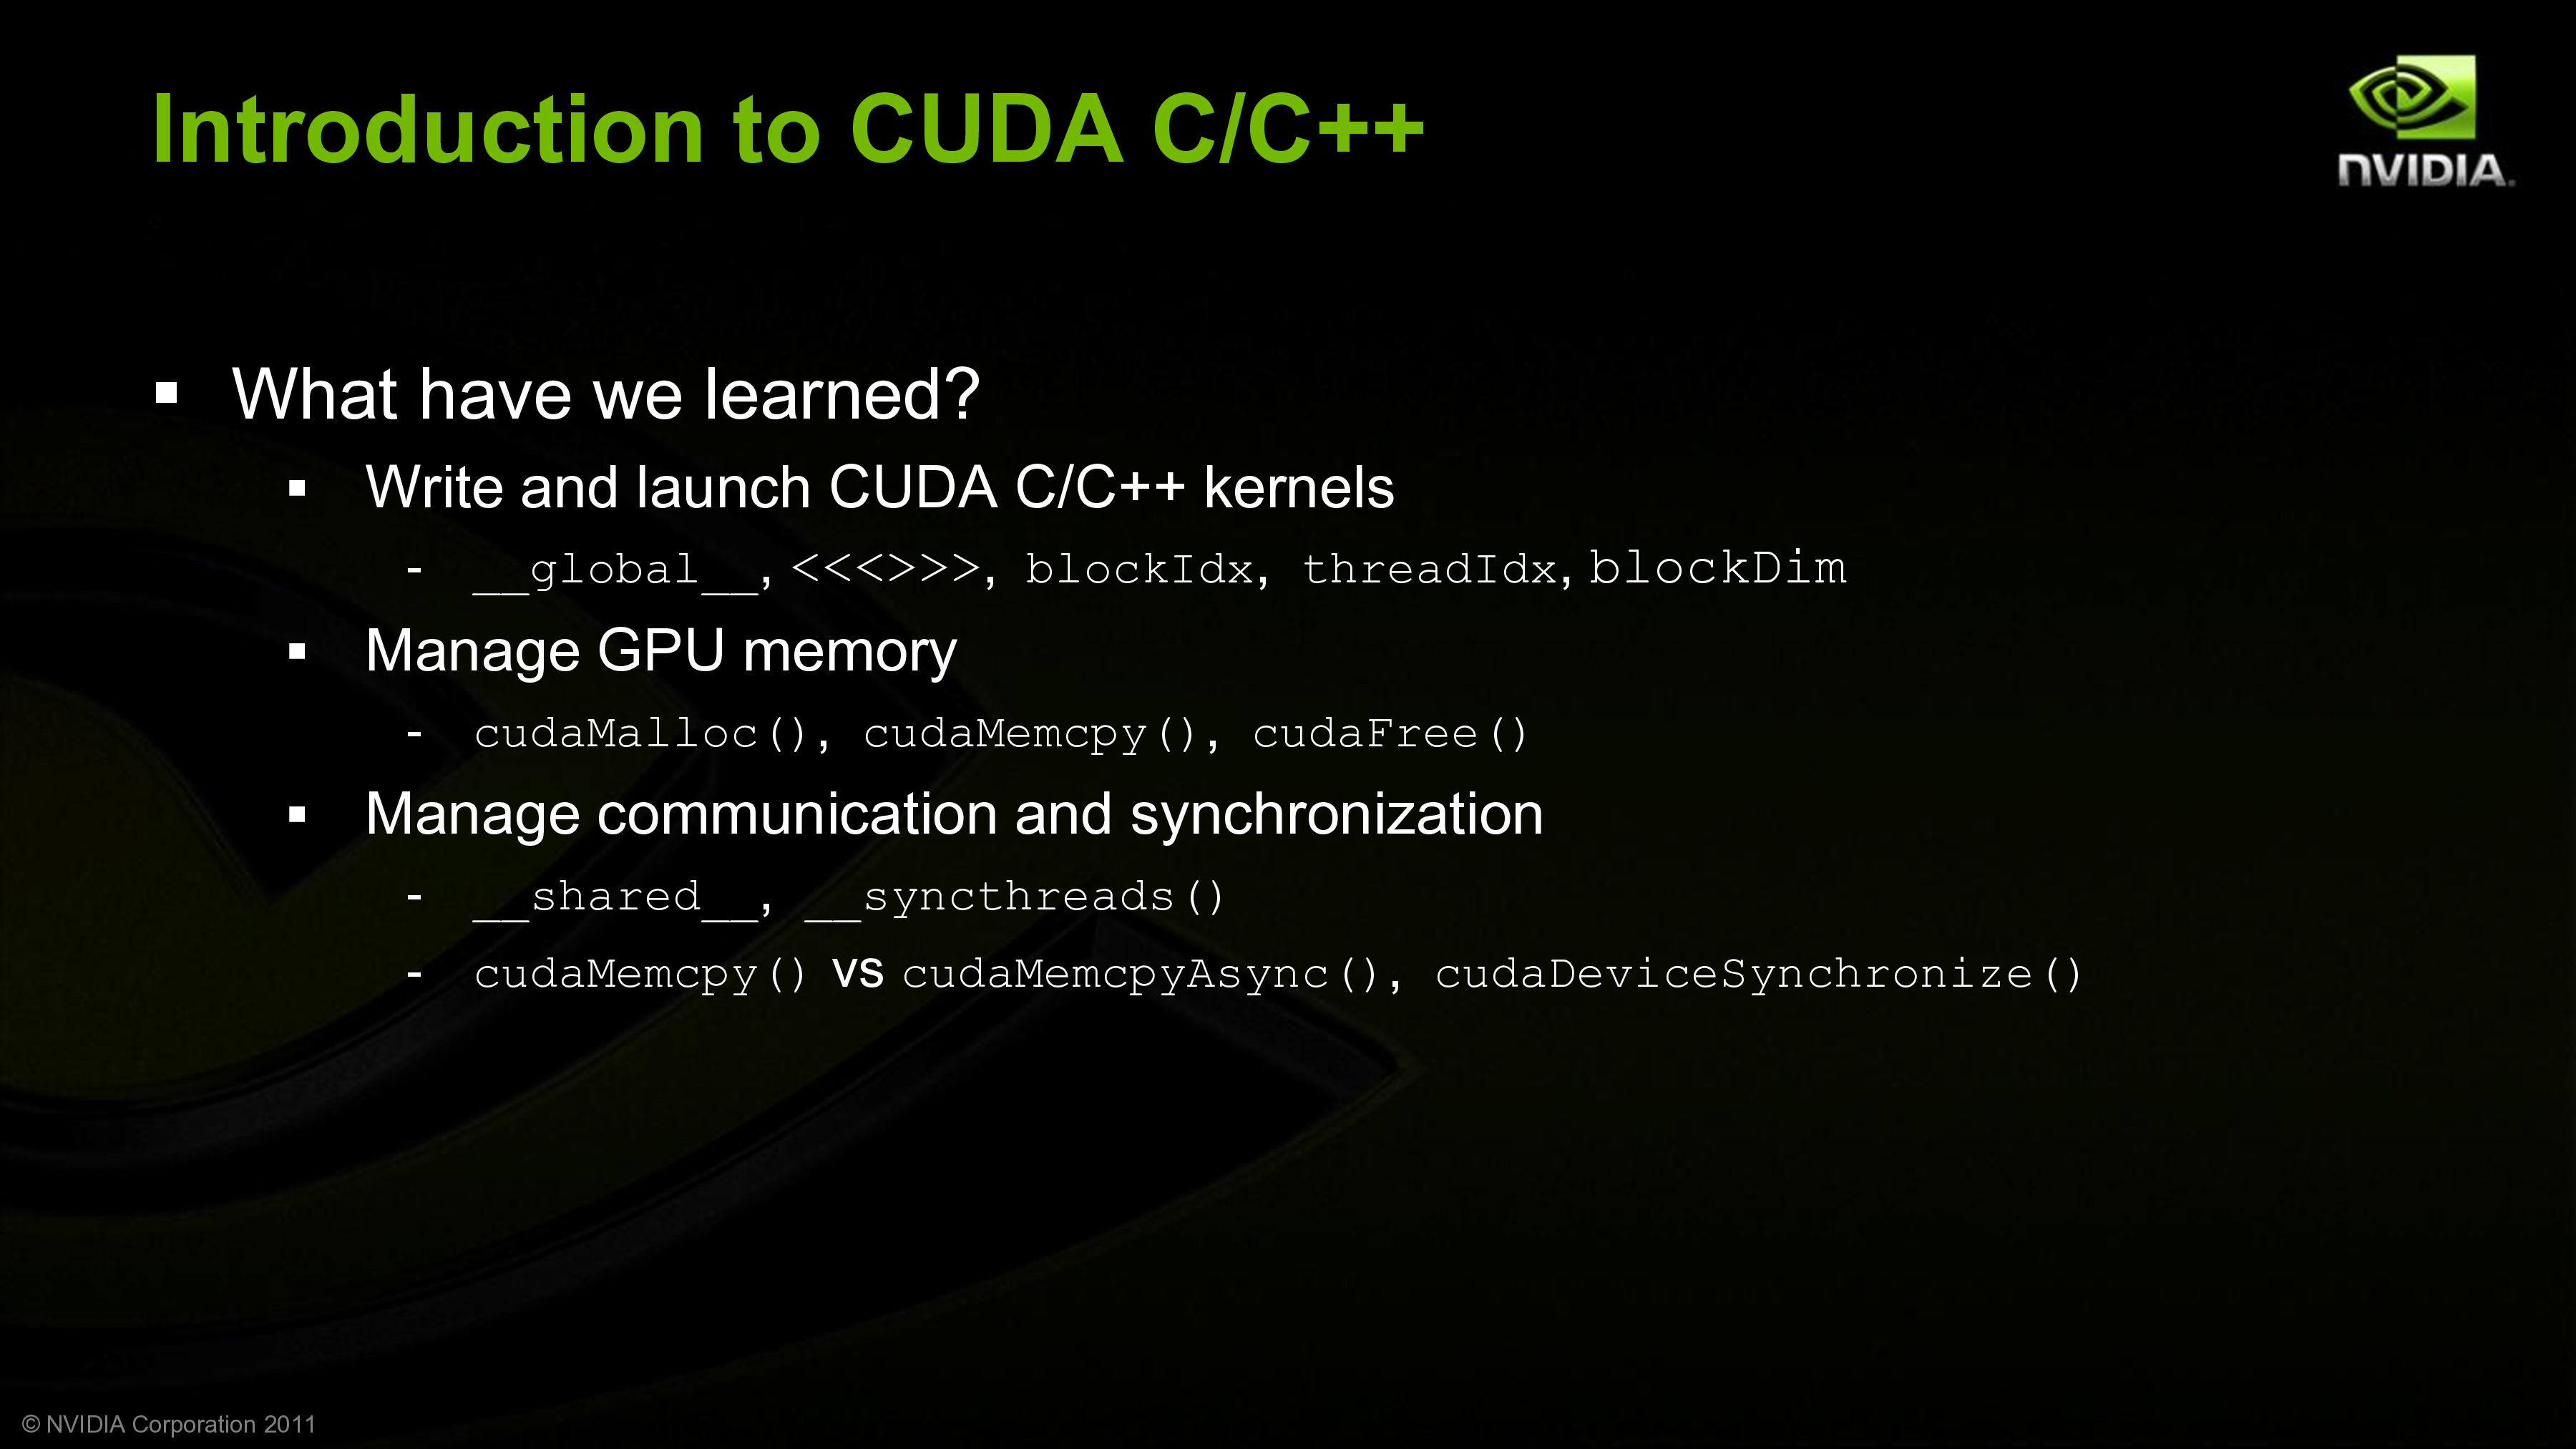 Introduction to CUDA C/C++
NVIDIA.
▪ What have we learned?
▪ Write and launch CUDA C/C++ kernels
- __global__, <<<>>>, blockIdx, threadIdx, blockDim
▪ Manage GPU memory
- cudaMalloc(), cudaMemcpy(), cudaFree()
▪ Manage communication and synchronization
- __shared__, __syncthreads()
- cudaMemcpy() vs cudaMemcpyAsync(), cudaDeviceSynchronize()
© NVIDIA Corporation 2011